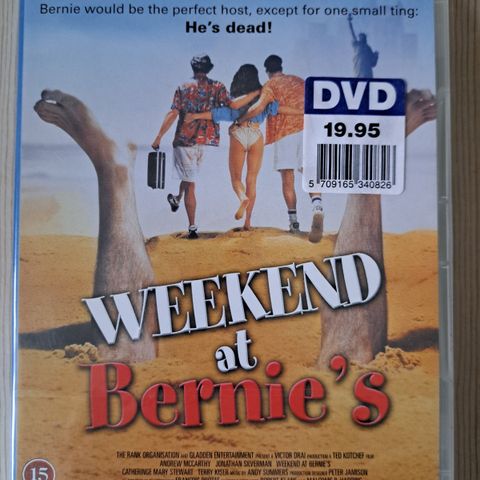 Bernie would be the perfect host, except for one small ting:
He's dead!
DVD
19.95
5 709165 340826
WEEKEND
at
Bernie's
THE RANK ORGANISATION AND GLADDEN ENTERTAINMENT PRESENT A VICTOR DRAI PRODUCTION A TED KOTCHEF FILM
ANDREW MCCARTHY JONATHAN SILVERMAN WEEKEND AT BERNIE'S
CATHERINGE MARY STEWART TERRY KISER MUSIC BY ANDY SUMMERS PRODUCTION DESIGNER PETER JAMISON
15